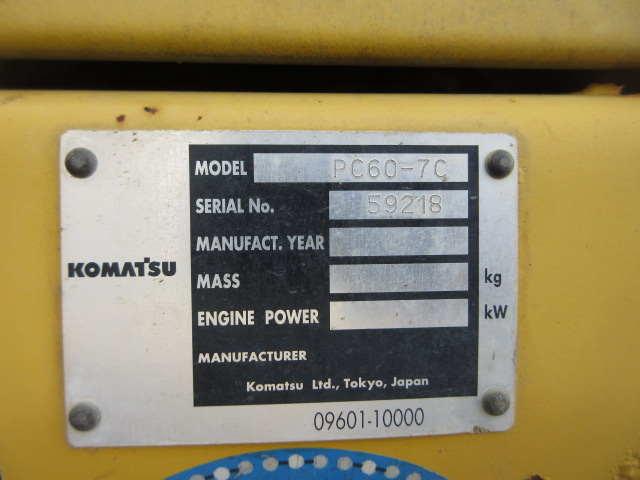 KOMATSU
MODEL PC60-7C
SERIAL No. 59218
MANUFACT. YEAR
MASS kg
ENGINE POWER kW
MANUFACTURER
Komatsu Ltd., Tokyo, Japan
09601-10000